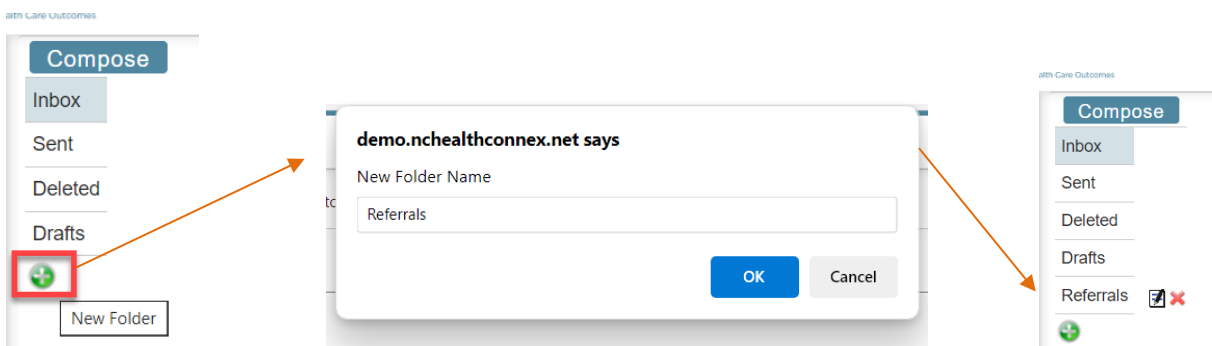 alth Care Outcomes
Compose
Inbox
Sent
Deleted
Drafts
New Folder
demo.nchealthconnex.net says
New Folder Name
Referrals
OK
Cancel
alth Care Outcomes
Compose
Inbox
Sent
Deleted
Drafts
Referrals